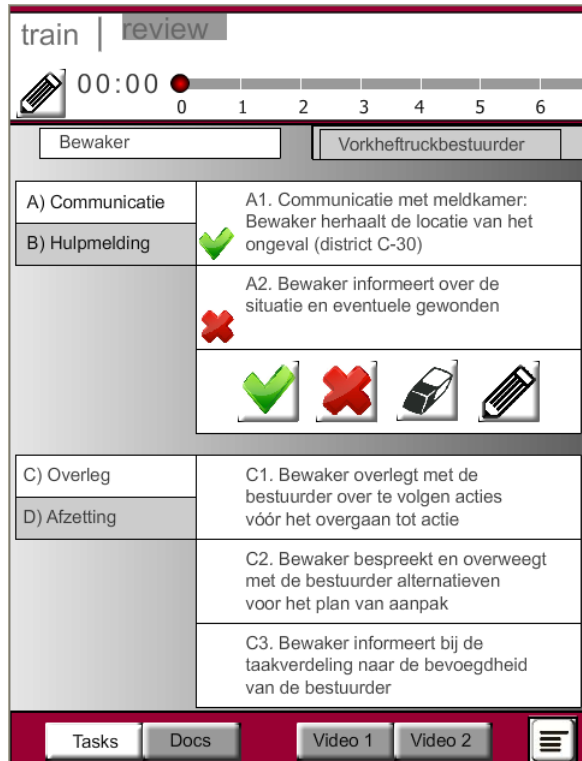 train | review
00:00
0 1 2 3 4 5 6
Bewaker
Vorkheftruckbestuurder
A) Communicatie
B) Hulpmelding
A1. Communicatie met meldkamer:
Bewaker herhaalt de locatie van het
ongeval (district C-30)
A2. Bewaker informeert over de
situatie en eventuele gewonden
C) Overleg
D) Afzetting
C1. Bewaker overlegt met de
bestuurder over te volgen acties
vóór het overgaan tot actie
C2. Bewaker bespreekt en overweegt
met de bestuurder alternatieven
voor het plan van aanpak
C3. Bewaker informeert bij de
taakverdeling naar de bevoegdheid
van de bestuurder
Tasks Docs Video 1 Video 2